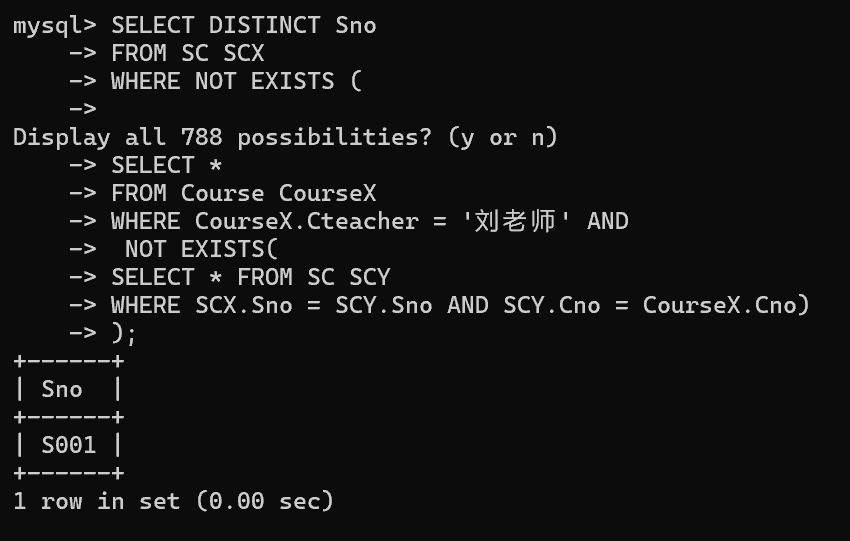 mysql> SELECT DISTINCT Sno
    -> FROM SC SCX
    -> WHERE NOT EXISTS (
    ->
Display all 788 possibilities? (y or n)
    -> SELECT *
    -> FROM Course CourseX
    -> WHERE CourseX.Cteacher = '刘老师' AND
    ->  NOT EXISTS(
    -> SELECT * FROM SC SCY
    -> WHERE SCX.Sno = SCY.Sno AND SCY.Cno = CourseX.Cno)
    -> );
+------+
| Sno  |
+------+
| S001 |
+------+
1 row in set (0.00 sec)